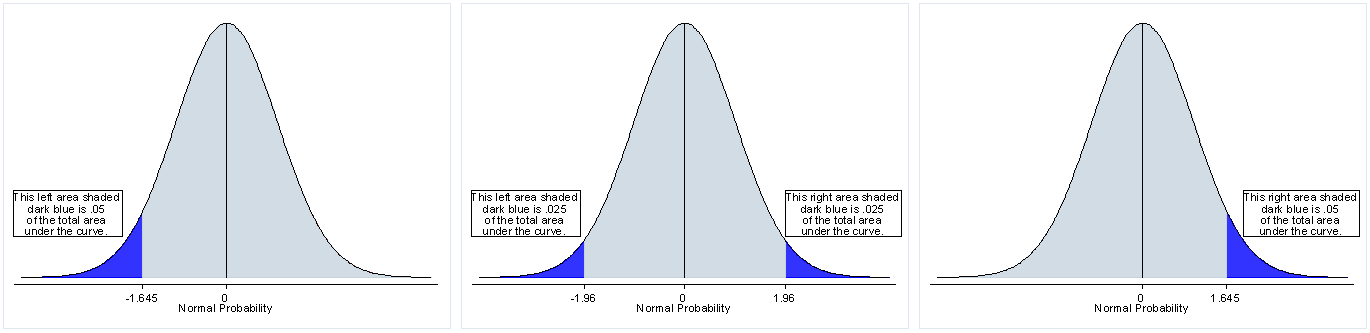 This left area shaded
dark blue is .05
of the total area
under the curve.
-1.645
0
Normal Probability
This left area shaded
dark blue is .025
of the total area
under the curve.
This right area shaded
dark blue is .025
of the total area
under the curve.
-1.96
0
1.96
Normal Probability
This right area shaded
dark blue is .05
of the total area
under the curve.
0
1.645
Normal Probability